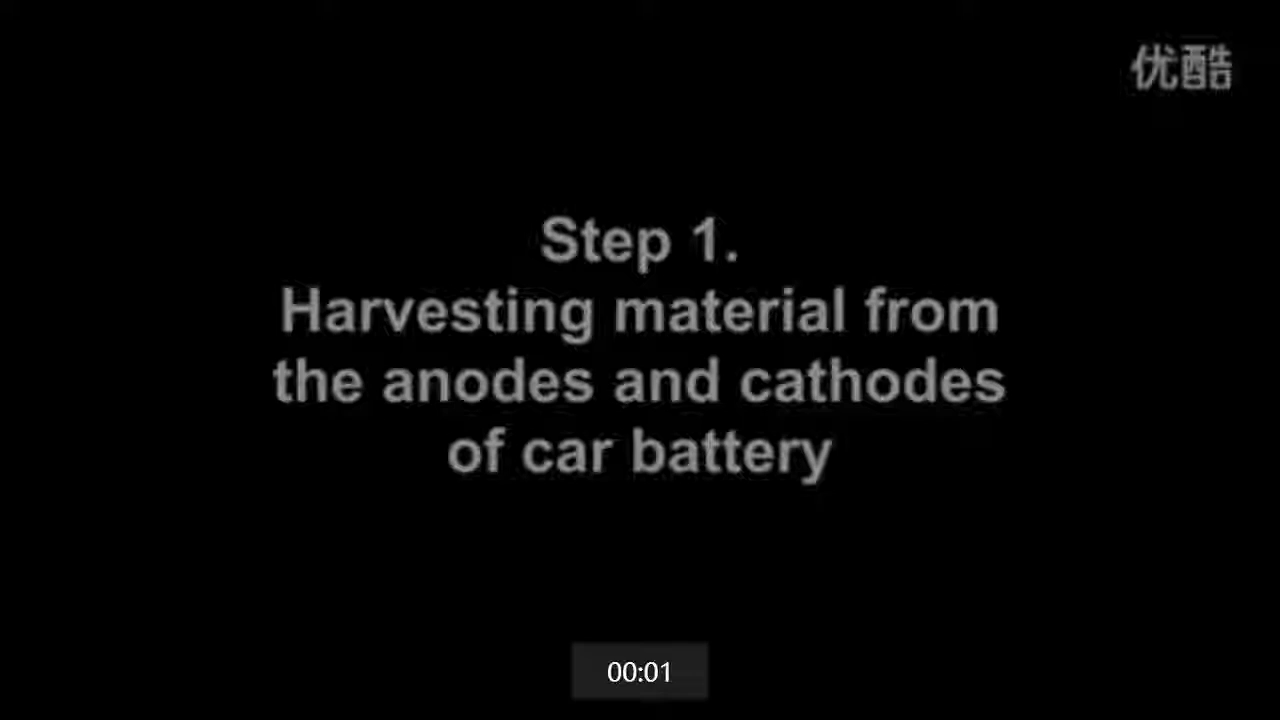 优酷
Step 1.
Harvesting material from
the anodes and cathodes
of car battery
00:01